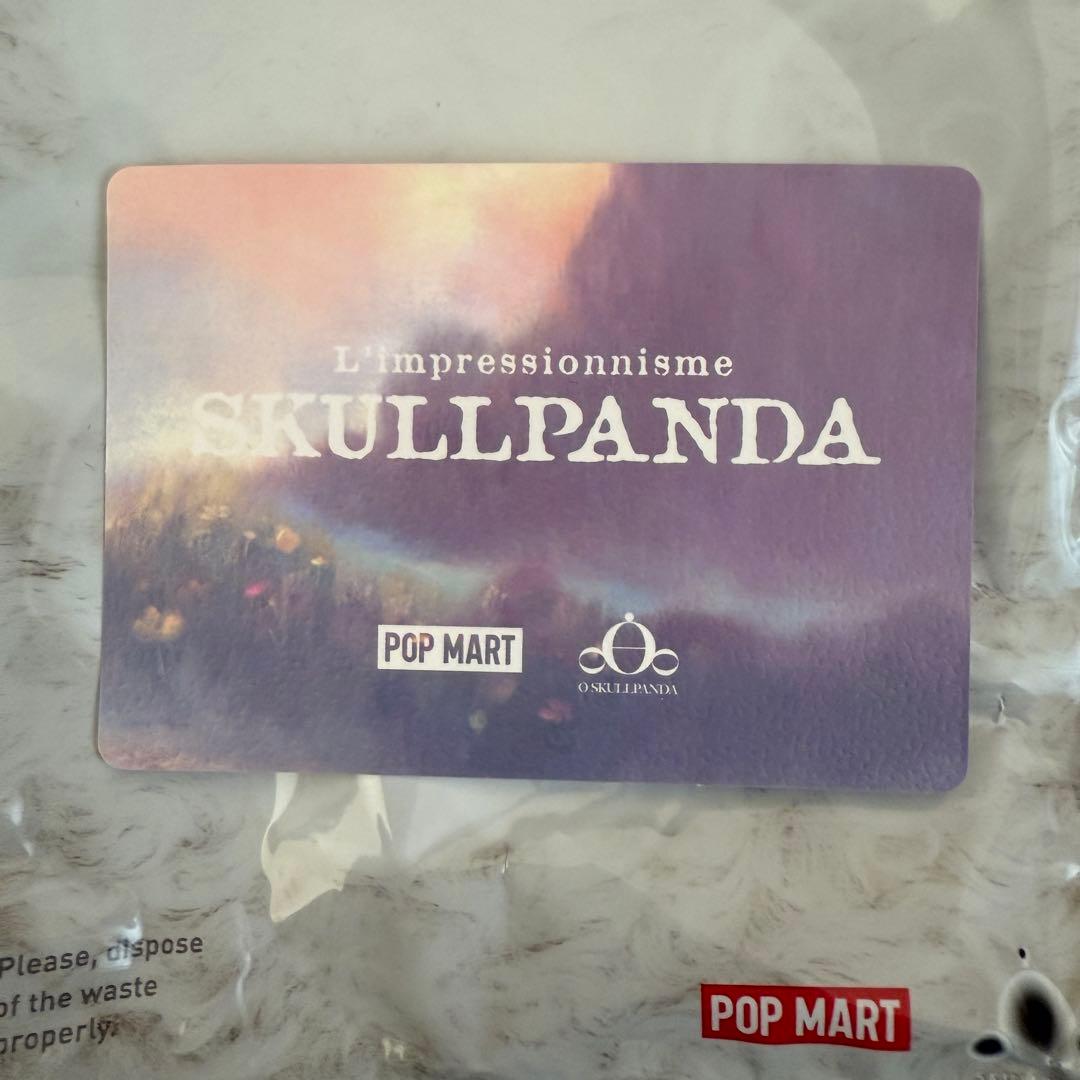 L'impressionnisme
SKULLPANDA
POP MART
O SKULLPANDA
Please, dispose
of the waste
properly.
POP MART